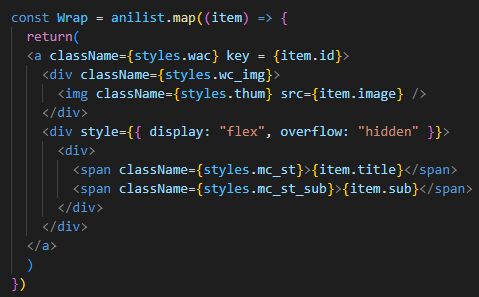 const Wrap = anilist.map((item) => {
  return(
  <a className={styles.wac} key = {item.id}>
    <div className={styles.wc_img}>
      <img className={styles.thum} src={item.image} />
    </div>
    <div style={{ display: "flex", overflow: "hidden" }}>
      <div>
        <span className={styles.mc_st}>{item.title}</span>
        <span className={styles.mc_st_sub}>{item.sub}</span>
      </div>
    </div>
  </a>
  )
})